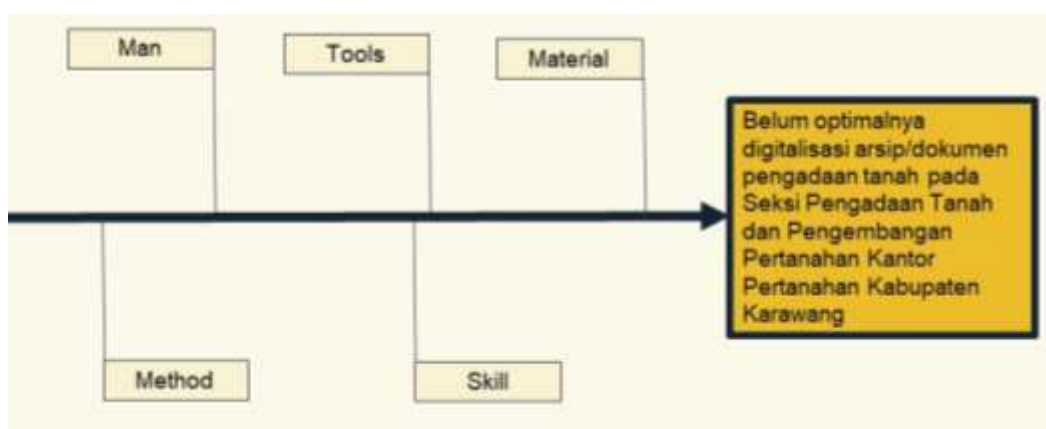 Man
Tools
Material
Belum optimalnya
digitalisasi arsip/dokumen
pengadaan tanah pada
Seksi Pengadaan Tanah
dan Pengembangan
Pertanahan Kantor
Pertanahan Kabupaten
Karawang
Method
Skill